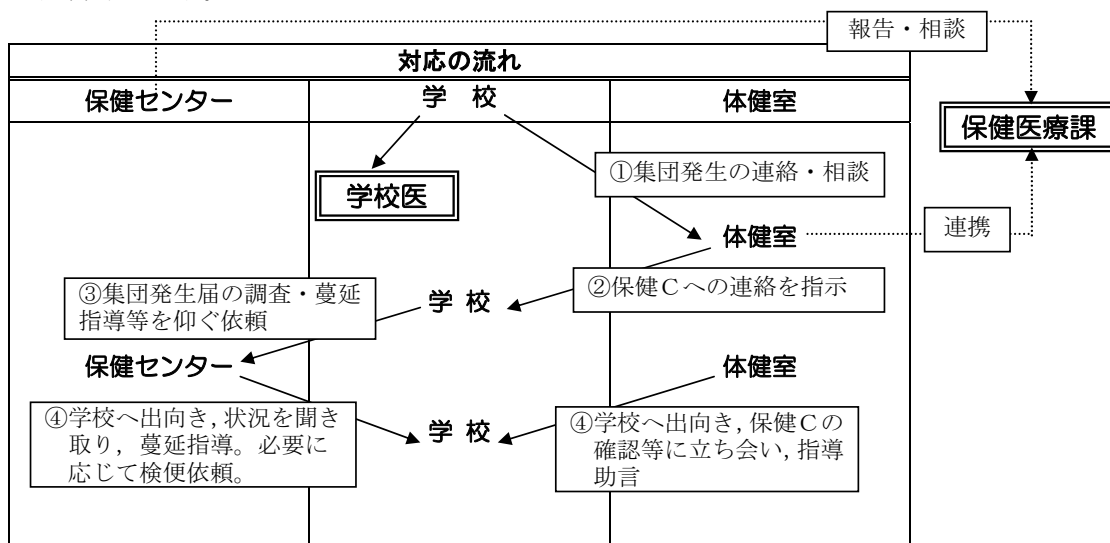 報告・相談
対応の流れ
保健センター
学 校
体健室
保健医療課
①集団発生の連絡・相談
学校医
体健室
連携
③集団発生届の調査・蔓延
指導等を仰ぐ依頼
学 校
②保健Cへの連絡を指示
保健センター
体健室
④学校へ出向き，状況を聞き
取り，蔓延指導。必要に
応じて検便依頼。
学 校
④学校へ出向き，保健Cの
確認等に立ち会い，指導
助言